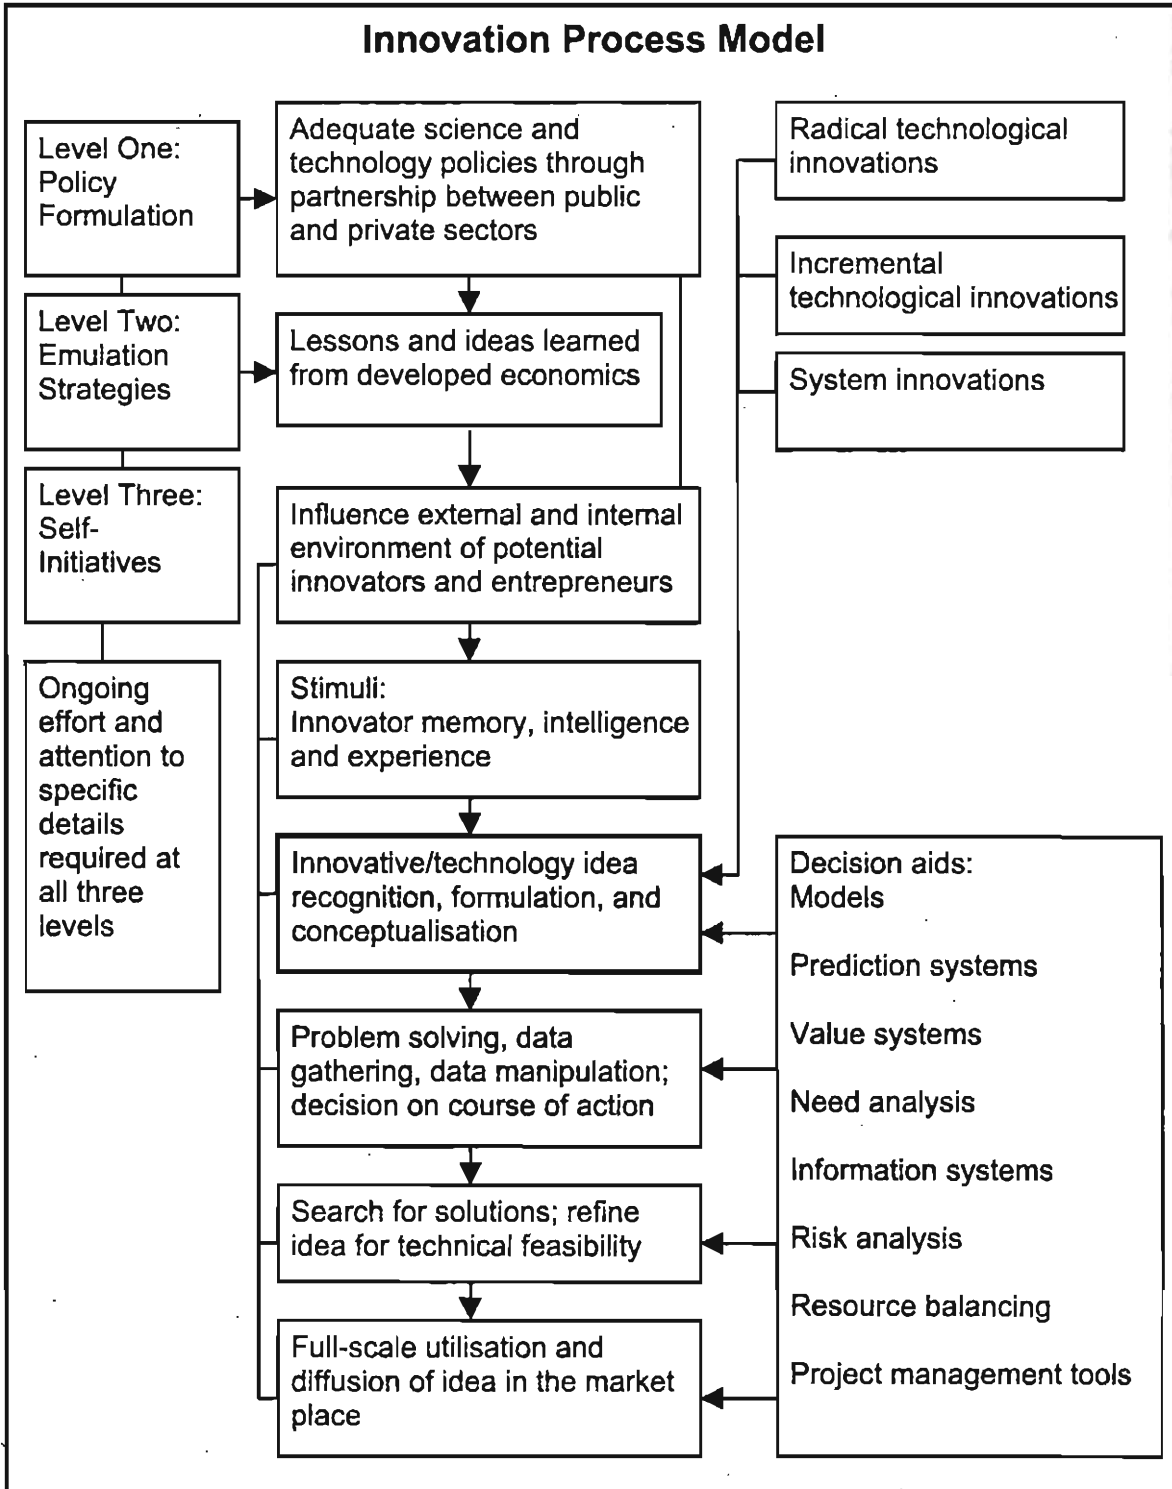 Innovation Process Model
Level One:
Policy
Formulation
Adequate science and
technology policies through
partnership between public
and private sectors
Radical technological
innovations
Incremental
technological innovations
System innovations
Level Two:
Emulation
Strategies
Lessons and ideas learned
from developed economics
Level Three:
Self-
Initiatives
Influence external and internal
environment of potential
innovators and entrepreneurs
Ongoing
effort and
attention to
specific
details
required at
all three
levels
Stimuli:
Innovator memory, intelligence
and experience
Innovative/technology idea
recognition, formulation, and
conceptualisation
Problem solving, data
gathering, data manipulation;
decision on course of action
Search for solutions; refine
idea for technical feasibility
Full-scale utilisation and
diffusion of idea in the market
place
Decision aids:
Models
Prediction systems
Value systems
Need analysis
Information systems
Risk analysis
Resource balancing
Project management tools